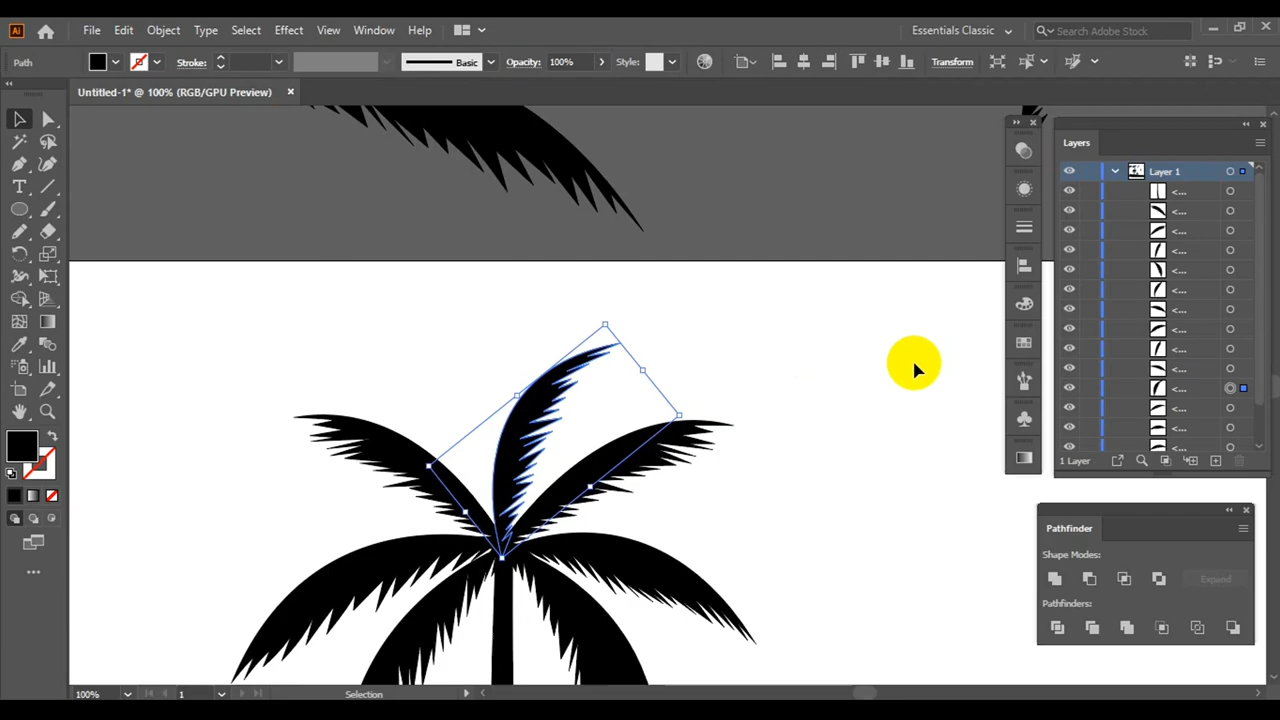 Ai File Edit Object Type Select Effect View Window Help Essentials Classic Search Adobe Stock
Path Stroke: Basic Opacity: 100% Style: Transform
Untitled-1* @ 100% (RGB/GPU Preview)
Layers
Layer 1
<...
<...
<...
<...
<...
<...
<...
<...
<...
<...
<...
<...
<...
<...
1 Layer
Pathfinder
Shape Modes:
Expand
Pathfinders:
100% 1 Selection